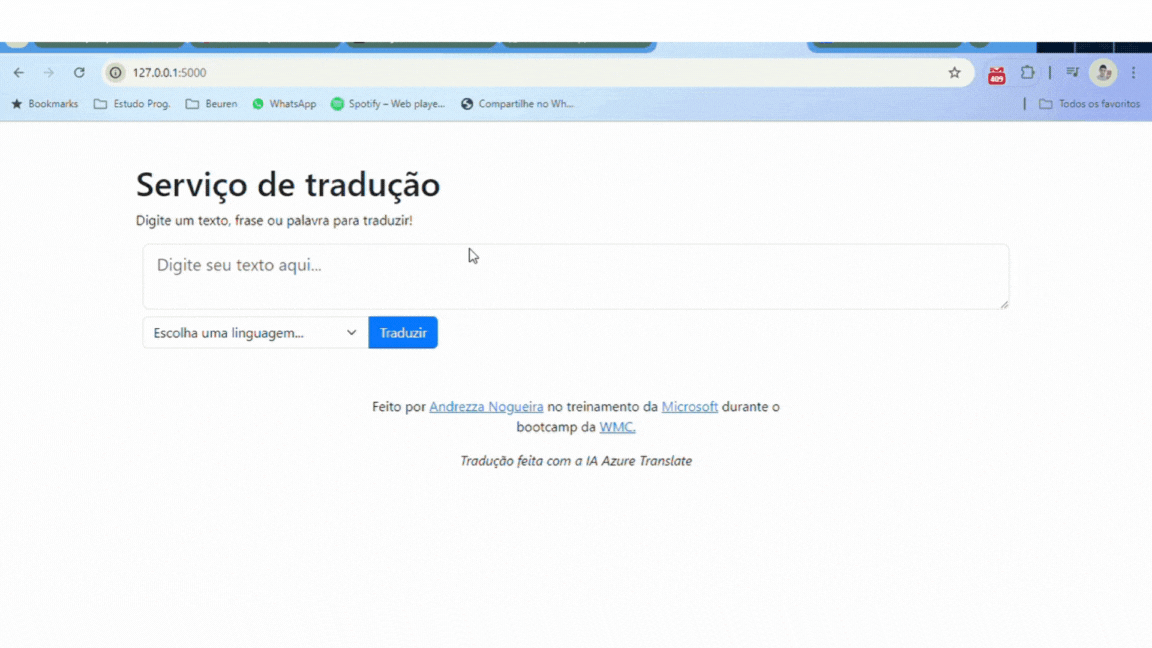 127.0.0.1:5000
409
Bookmarks
Estudo Prog.
Beuren
WhatsApp
Spotify – Web playe...
Compartilhe no Wh...
Todos os favoritos
Serviço de tradução
Digite um texto, frase ou palavra para traduzir!
Digite seu texto aqui...
Escolha uma linguagem...
Traduzir
Feito por Andrezza Nogueira no treinamento da Microsoft durante o
bootcamp da WMC.
Tradução feita com a IA Azure Translate